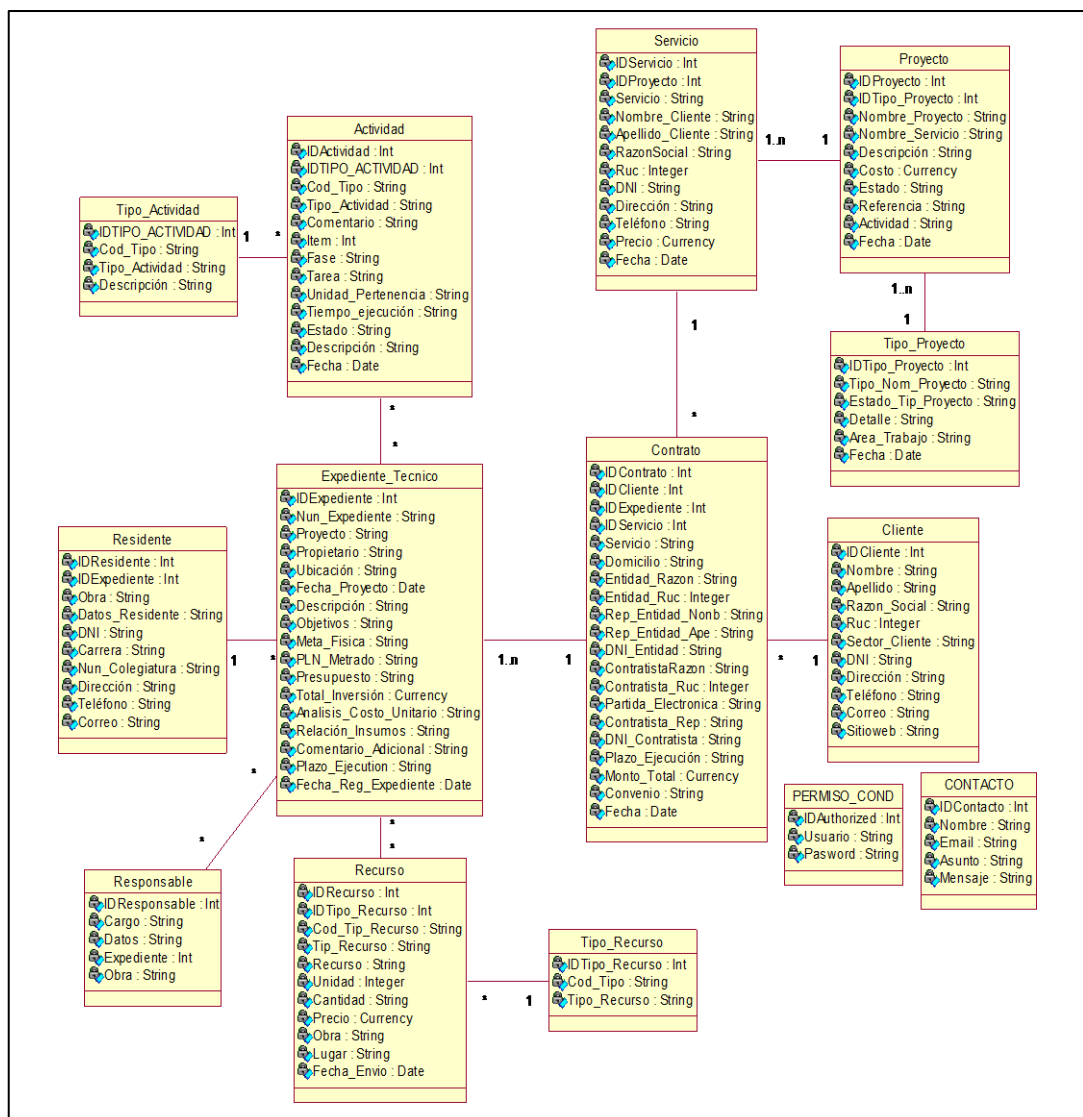 Servicio
IDServicio : Int
IDProyecto : Int
Servicio : String
Nombre_Cliente : String
Apellido_Cliente : String
RazonSocial : String
Ruc : Integer
DNI : String
Dirección : String
Teléfono : String
Precio : Currency
Fecha : Date
1..n
1
Proyecto
IDProyecto : Int
IDTipo_Proyecto : Int
Nombre_Proyecto : String
Nombre_Servicio : String
Descripción : String
Costo : Currency
Estado : String
Referencia : String
Actividad : String
Fecha : Date
1..n
1
Tipo_Proyecto
IDTipo_Proyecto : Int
Tipo_Nom_Proyecto : String
Estado_Tip_Proyecto : String
Detalle : String
Area_Trabajo : String
Fecha : Date
Actividad
IDActividad : Int
IDTIPO_ACTIVIDAD : Int
Cod_Tipo : String
Tipo_Actividad : String
Comentario : String
Item : Int
Fase : String
Tarea : String
Unidad_Pertenencia : String
Tiempo_ejecución : String
Estado : String
Descripción : String
Fecha : Date
Tipo_Actividad
IDTIPO_ACTIVIDAD : Int
Cod_Tipo : String
Tipo_Actividad : String
Descripción : String
1
*
*
*
1
*
Expediente_Tecnico
IDExpediente : Int
Nun_Expediente : String
Proyecto : String
Propietario : String
Ubicación : String
Fecha_Proyecto : Date
Descripción : String
Objetivos : String
Meta_Fisica : String
PLN_Metrado : String
Presupuesto : String
Total_Inversión : Currency
Analisis_Costo_Unitario : String
Relación_Insumos : String
Comentario_Adicional : String
Plazo_Ejecution : String
Fecha_Reg_Expediente : Date
1..n
1
Contrato
IDContrato : Int
IDCliente : Int
IDExpediente : Int
IDServicio : Int
Servicio : String
Domicilio : String
Entidad_Razon : String
Entidad_Ruc : Integer
Rep_Entidad_Nonb : String
Rep_Entidad_Ape : String
DNI_Entidad : String
ContratistaRazon : String
Contratista_Ruc : Integer
Partida_Electronica : String
Contratista_Rep : String
DNI_Contratista : String
Plazo_Ejecución : String
Monto_Total : Currency
Convenio : String
Fecha : Date
*
1
Cliente
IDCliente : Int
Nombre : String
Apellido : String
Razon_Social : String
Ruc : Integer
Sector_Cliente : String
DNI : String
Dirección : String
Teléfono : String
Correo : String
Sitioweb : String
Residente
IDResidente : Int
IDExpediente : Int
Obra : String
Datos_Residente : String
DNI : String
Carrera : String
Nun_Colegiatura : String
Dirección : String
Teléfono : String
Correo : String
1
*
*
*
*
*
PERMISO_COND
IDAuthorized : Int
Usuario : String
Pasword : String
CONTACTO
IDContacto : Int
Nombre : String
Email : String
Asunto : String
Mensaje : String
Responsable
IDResponsable : Int
Cargo : String
Datos : String
Expediente : Int
Obra : String
Recurso
IDRecurso : Int
IDTipo_Recurso : Int
Cod_Tip_Recurso : String
Tip_Recurso : String
Recurso : String
Unidad : Integer
Cantidad : String
Precio : Currency
Obra : String
Lugar : String
Fecha_Envio : Date
*
1
Tipo_Recurso
IDTipo_Recurso : Int
Cod_Tipo : String
Tipo_Recurso : String